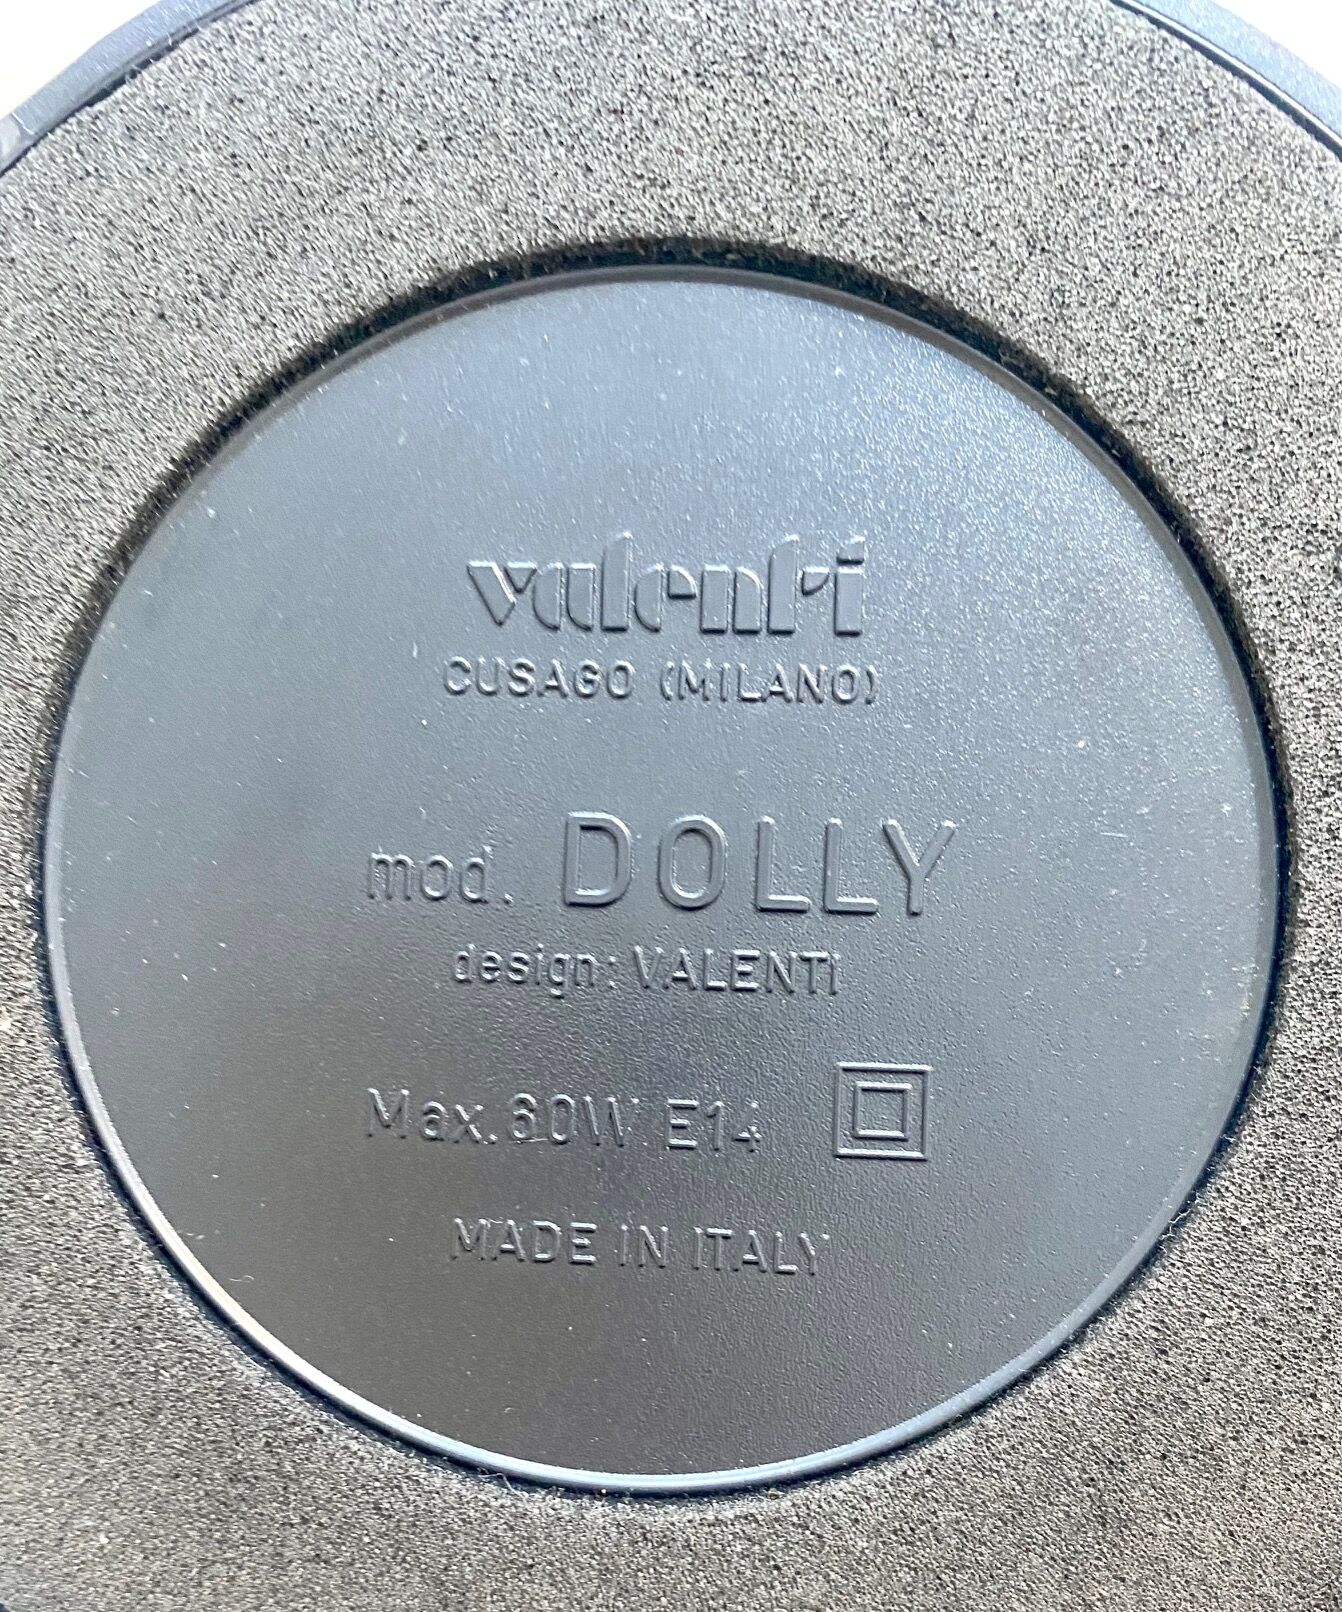 valenti
CUSAGO (MILANO)
mod. DOLLY
design: VALENTI
Max. 60W E14
MADE IN ITALY